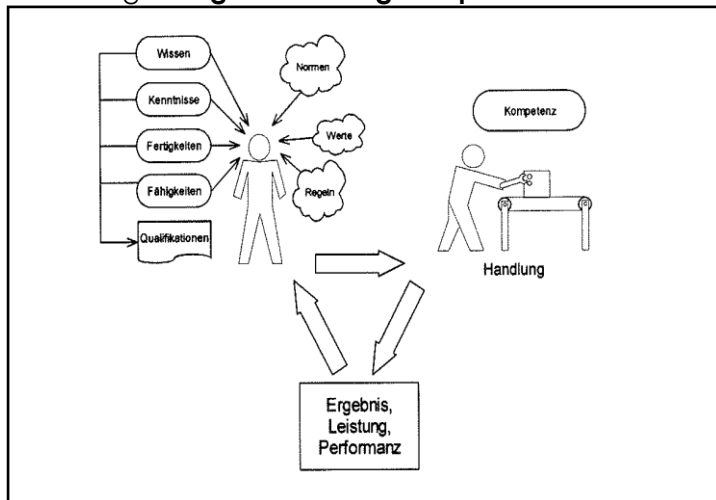 Wissen
Kenntnisse
Fertigkeiten
Fähigkeiten
Qualifikationen
Normen
Werte
Regeln
Kompetenz
Handlung
Ergebnis,
Leistung,
Performanz